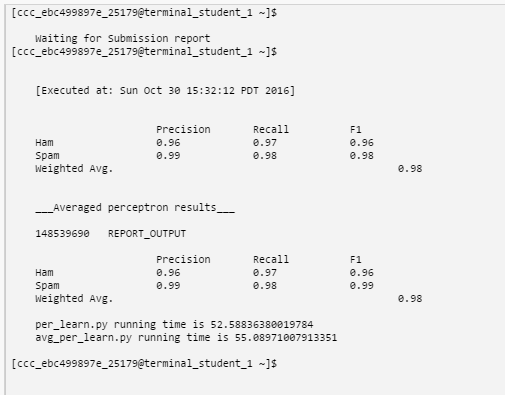 [ccc_ebc499897e_25179@terminal_student_1 ~]$
Waiting for Submission report
[ccc_ebc499897e_25179@terminal_student_1 ~]$
[Executed at: Sun Oct 30 15:32:12 PDT 2016]
Precision Recall F1
Ham 0.96 0.97 0.96
Spam 0.99 0.98 0.98
Weighted Avg. 0.98
___Averaged perceptron results___
148539690 REPORT_OUTPUT
Precision Recall F1
Ham 0.96 0.97 0.96
Spam 0.99 0.98 0.99
Weighted Avg. 0.98
per_learn.py running time is 52.58836380019784
avg_per_learn.py running time is 55.08971007913351
[ccc_ebc499897e_25179@terminal_student_1 ~]$